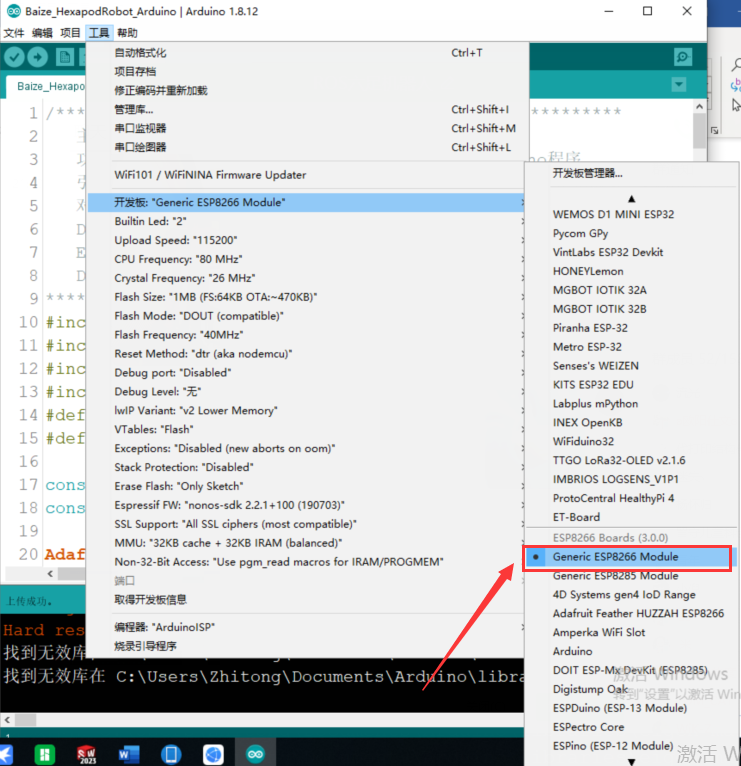 Baize_HexapodRobot_Arduino | Arduino 1.8.12
文件 编辑 项目 工具 帮助
Baize_Hexapo
自动格式化 Ctrl+T
项目存档
修正编码并重新加载
管理库... Ctrl+Shift+I
串口监视器 Ctrl+Shift+M
串口绘图器 Ctrl+Shift+L
WiFi101 / WiFiNINA Firmware Updater
开发板: "Generic ESP8266 Module"
Builtin Led: "2"
Upload Speed: "115200"
CPU Frequency: "80 MHz"
Crystal Frequency: "26 MHz"
Flash Size: "1MB (FS:64KB OTA:~470KB)"
Flash Mode: "DOUT (compatible)"
Flash Frequency: "40MHz"
Reset Method: "dtr (aka nodemcu)"
Debug port: "Disabled"
Debug Level: "无"
lwIP Variant: "v2 Lower Memory"
VTables: "Flash"
Exceptions: "Disabled (new aborts on oom)"
Stack Protection: "Disabled"
Erase Flash: "Only Sketch"
Espressif FW: "nonos-sdk 2.2.1+100 (190703)"
SSL Support: "All SSL ciphers (most compatible)"
MMU: "32KB cache + 32KB IRAM (balanced)"
Non-32-Bit Access: "Use pgm_read macros for IRAM/PROGMEM"
端口
取得开发板信息
编程器: "ArduinoISP"
烧录引导程序
开发板管理器...
WEMOS D1 MINI ESP32
Pycom GPy
VintLabs ESP32 Devkit
HONEYLemon
MGBOT IOTIK 32A
MGBOT IOTIK 32B
Piranha ESP-32
Metro ESP-32
Senses's WEIZEN
KITS ESP32 EDU
Labplus mPython
INEX OpenKB
WiFiduino32
TTGO LoRa32-OLED v2.1.6
IMBRIOS LOGSENS_V1P1
ProtoCentral HealthyPi 4
ET-Board
ESP8266 Boards (3.0.0)
Generic ESP8266 Module
Generic ESP8285 Module
4D Systems gen4 IoD Range
Adafruit Feather HUZZAH ESP8266
Amperka WiFi Slot
Arduino
DOIT ESP-Mx DevKit (ESP8285)
Digistump Oak
ESPDuino (ESP-13 Module)
ESPectro Core
ESPino (ESP-12 Module)
1 /*** *********
2
3 no程序
4
5
6 D
7 E
8 D
9 ****
10 #inc
11 #inc
12 #inc
13 #inc
14 #def
15 #def
16
17 cons
18 cons
19
20 Adaf
上传成功。
Hard res
找到无效库
找到无效库在 C:\Users\Zhitong\Documents\Arduino\libra
1
激活 Windows
转到"设置"以激活 Win
激活 W
SW
2023